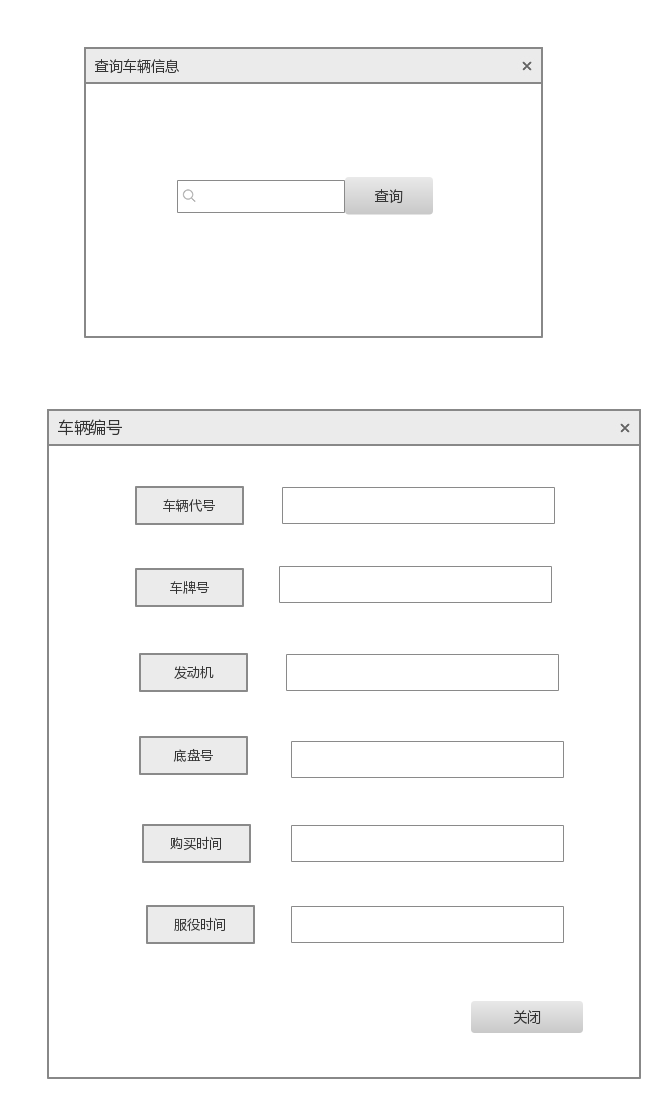 查询车辆信息
查询
车辆编号
车辆代号
车牌号
发动机
底盘号
购买时间
服役时间
关闭